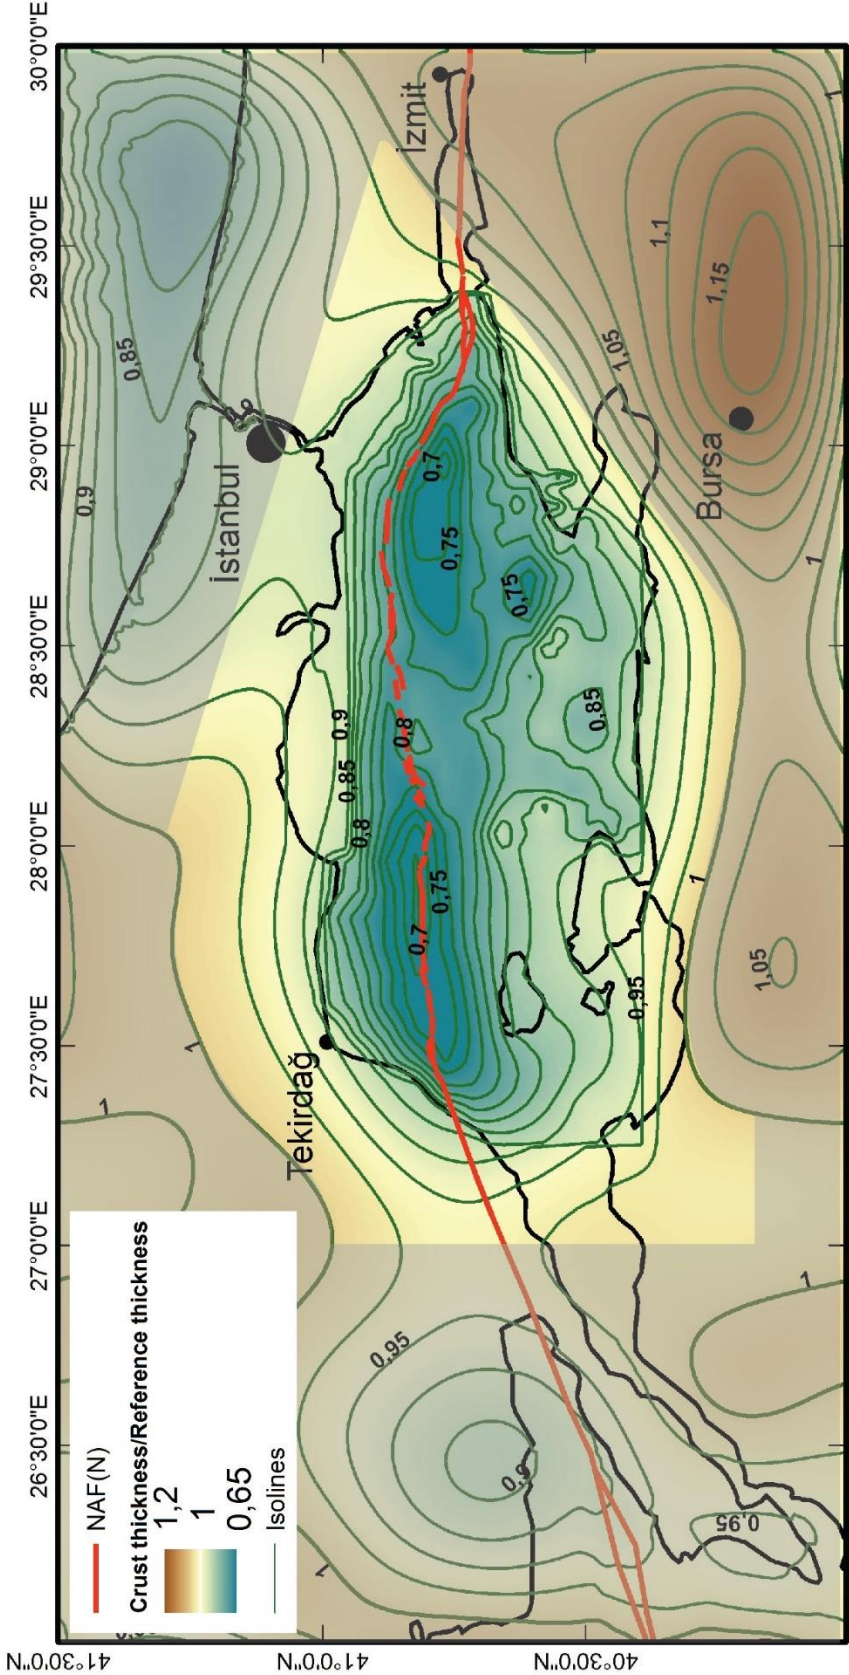 26°30'0"E
27°0'0"E
27°30'0"E
28°0'0"E
28°30'0"E
29°0'0"E
29°30'0"E
30°0'0"E
41°30'0"N
41°0'0"N
40°30'0"N
NAF(N)
Crust thickness/Reference thickness
1,2
1
0,65
Isolines
Tekirdağ
İstanbul
İzmit
Bursa
1
1
0,9
0,85
0,95
0,9
1
0,95
1
0,8
0,85
0,9
0,7
0,75
0,8
0,75
0,7
0,75
0,85
0,95
1
1,05
1
1,05
1,1
1,15
1